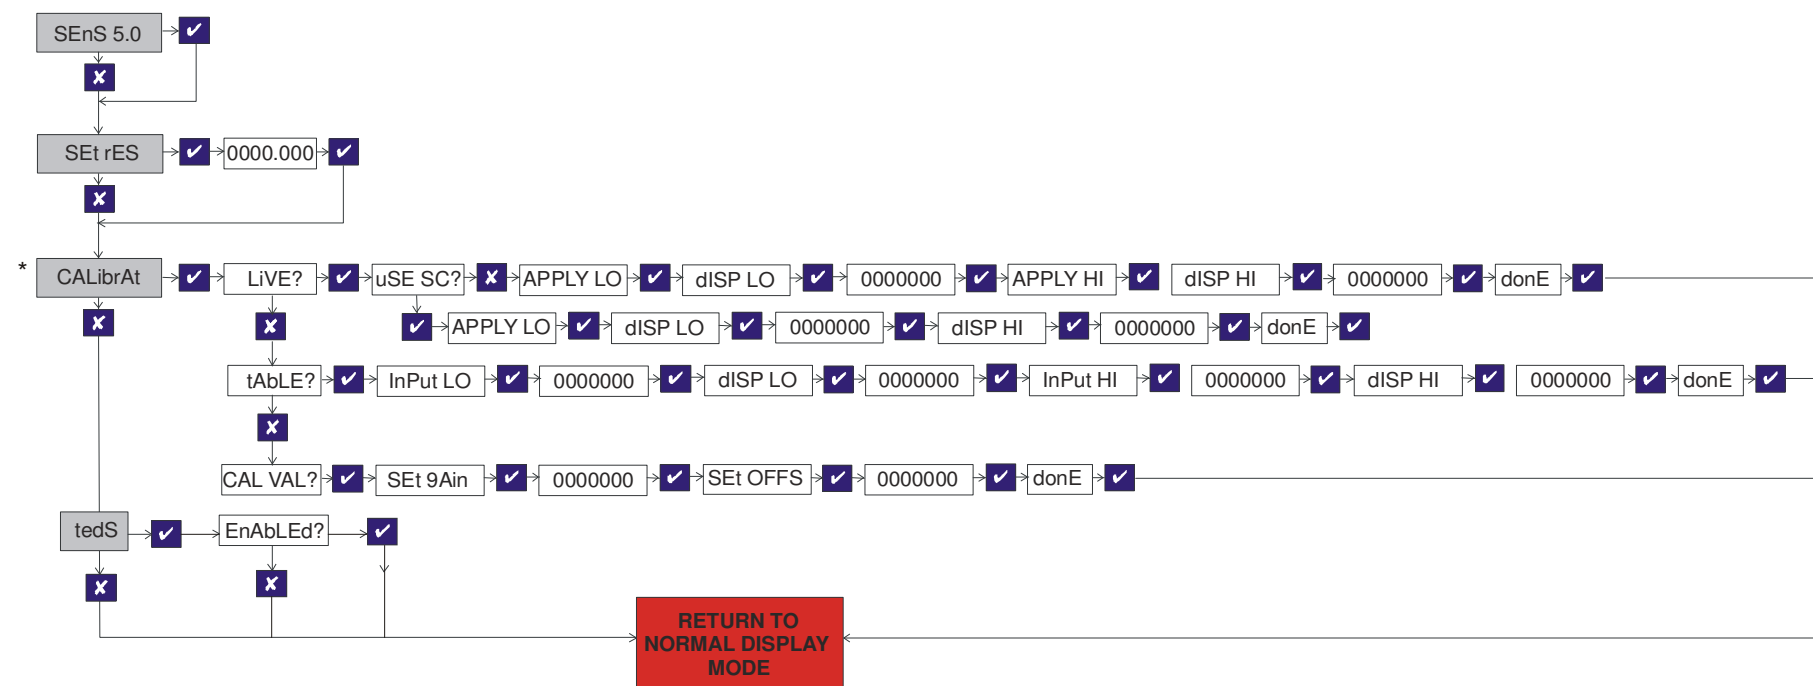 SEnS 5.0 ✔
✘
SEt rES ✔ 0000.000 ✔
✘
* CALibrAt ✔ LiVE? ✔ uSE SC? ✘ APPLY LO ✔ dISP LO ✔ 0000000 ✔ APPLY HI ✔ dISP HI ✔ 0000000 ✔ donE ✔
✘ ✘ ✔ APPLY LO ✔ dISP LO ✔ 0000000 ✔ dISP HI ✔ 0000000 ✔ donE ✔
tAbLE? ✔ InPut LO ✔ 0000000 ✔ dISP LO ✔ 0000000 ✔ InPut HI ✔ 0000000 ✔ dISP HI ✔ 0000000 ✔ donE ✔
✘
CAL VAL? ✔ SEt 9Ain ✔ 0000000 ✔ SEt OFFS ✔ 0000000 ✔ donE ✔
tedS ✔ EnAbLEd? ✔
✘ ✘
RETURN TO
NORMAL DISPLAY
MODE